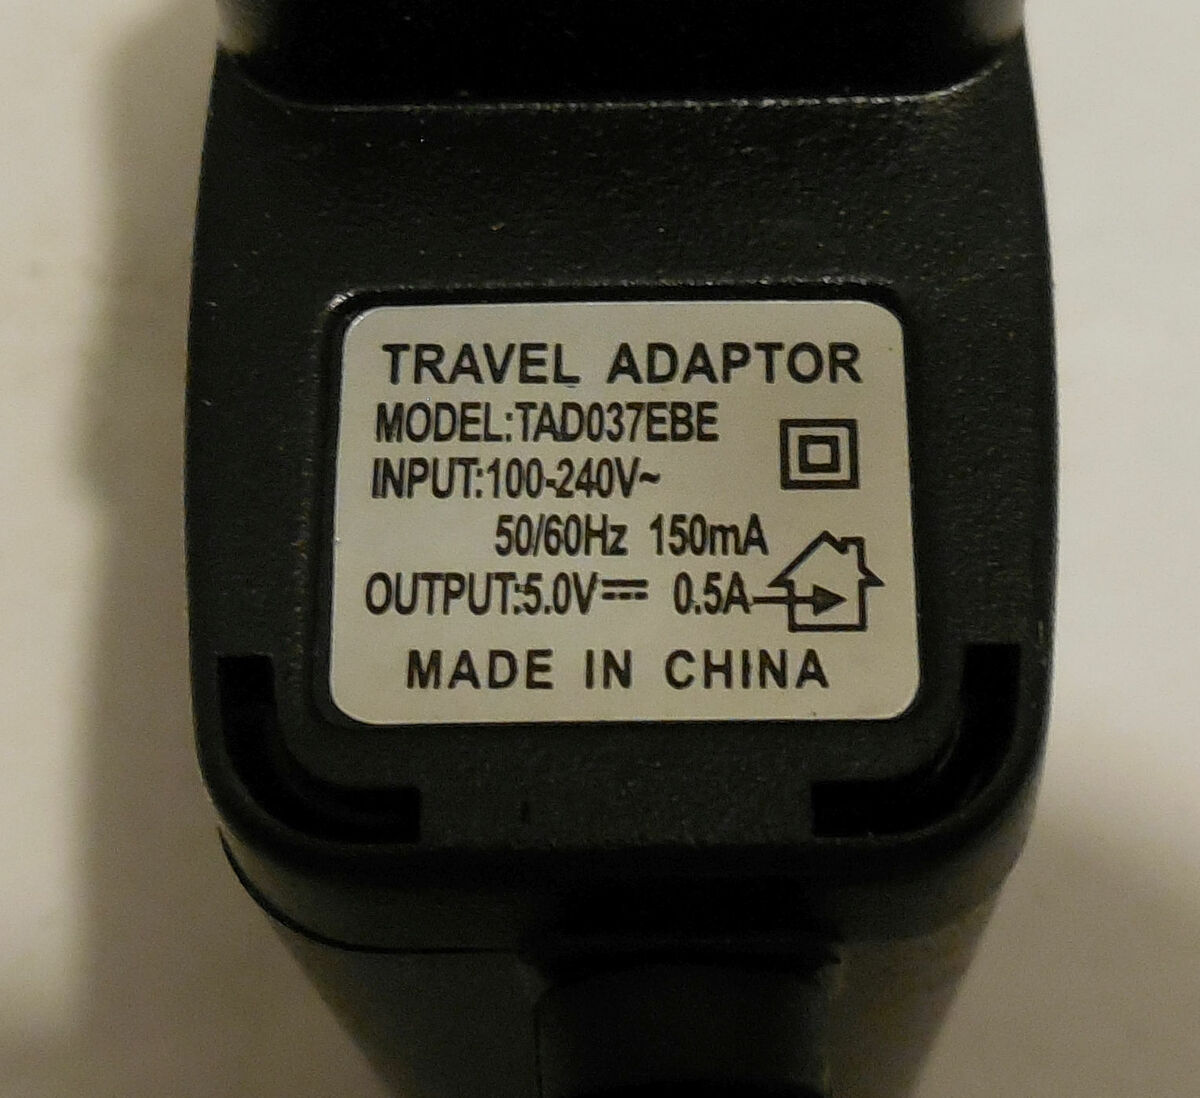 TRAVEL ADAPTOR
MODEL:TAD037EBE
INPUT:100-240V~
50/60Hz 150mA
OUTPUT:5.0V⎓ 0.5A
MADE IN CHINA